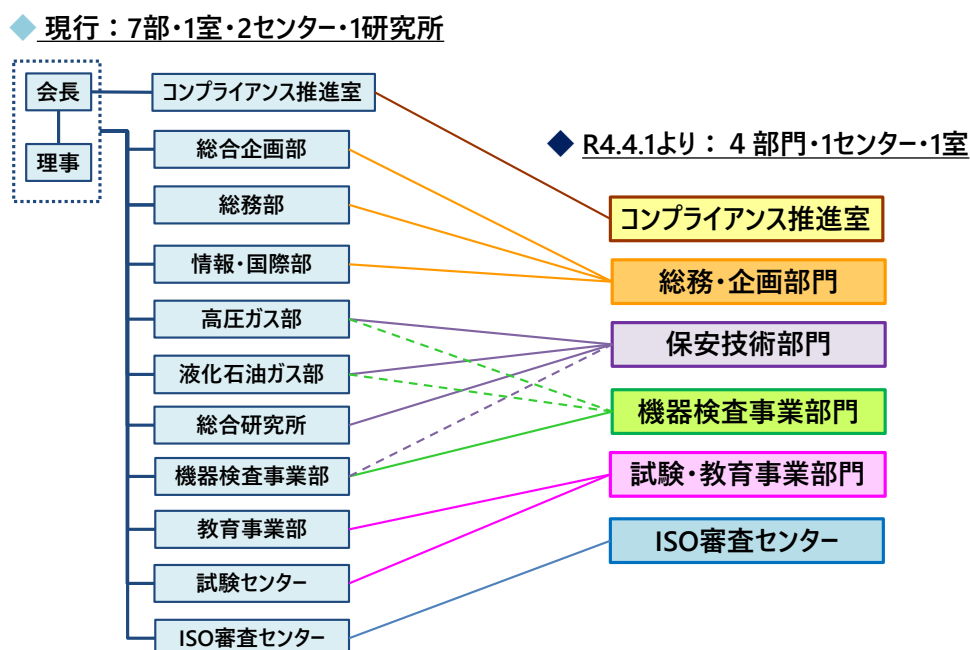 ◆ 現行：7部・1室・2センター・1研究所
会長
理事
コンプライアンス推進室
総合企画部
総務部
情報・国際部
高圧ガス部
液化石油ガス部
総合研究所
機器検査事業部
教育事業部
試験センター
ISO審査センター
◆ R4.4.1より： 4 部門・1センター・1室
コンプライアンス推進室
総務・企画部門
保安技術部門
機器検査事業部門
試験・教育事業部門
ISO審査センター